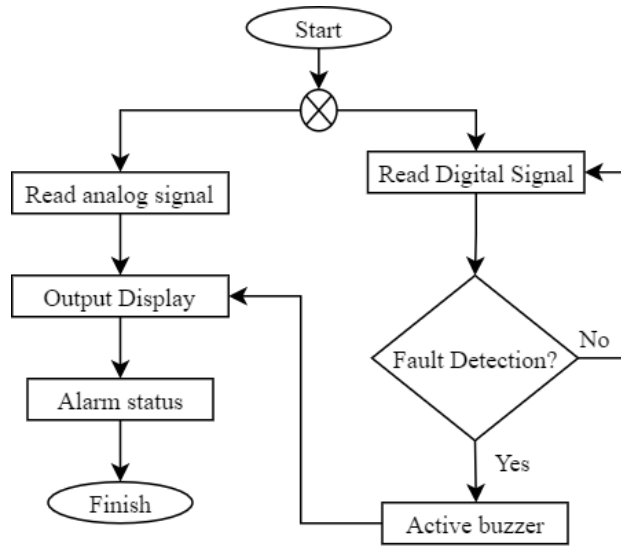 Start
Read analog signal
Read Digital Signal
Output Display
Fault Detection?
No
Alarm status
Yes
Finish
Active buzzer